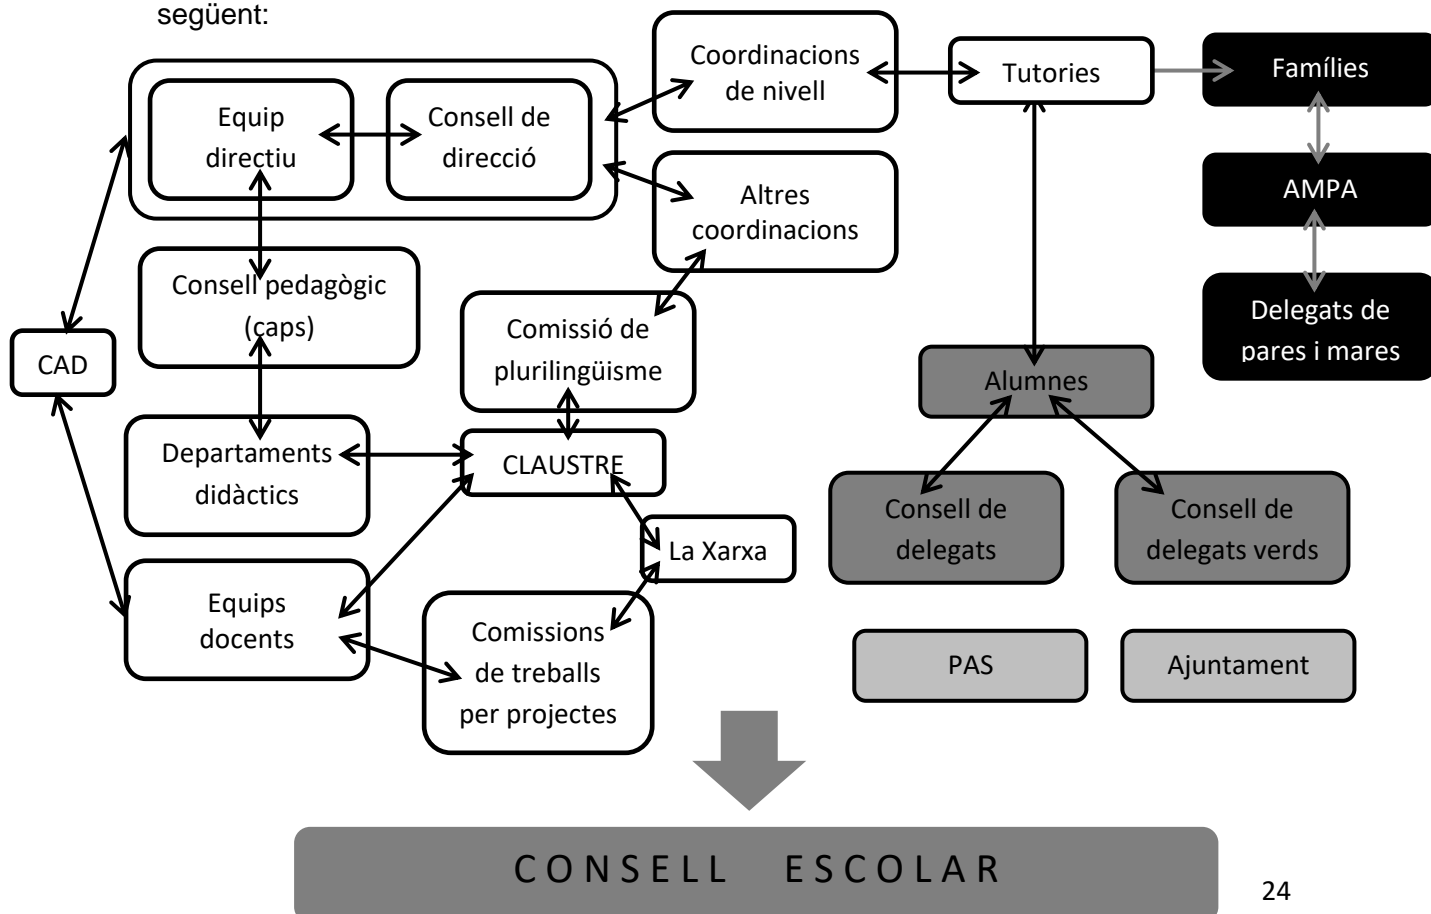 següent:
Equip
directiu
Consell de
direcció
Coordinacions
de nivell
Tutories
Famílies
Altres
coordinacions
AMPA
Consell pedagògic
(caps)
Comissió de
plurilingüisme
Delegats de
pares i mares
CAD
Alumnes
Departaments
didàctics
CLAUSTRE
Consell de
delegats
Consell de
delegats verds
La Xarxa
Equips
docents
Comissions
de treballs
per projectes
PAS
Ajuntament
CONSELL ESCOLAR
24